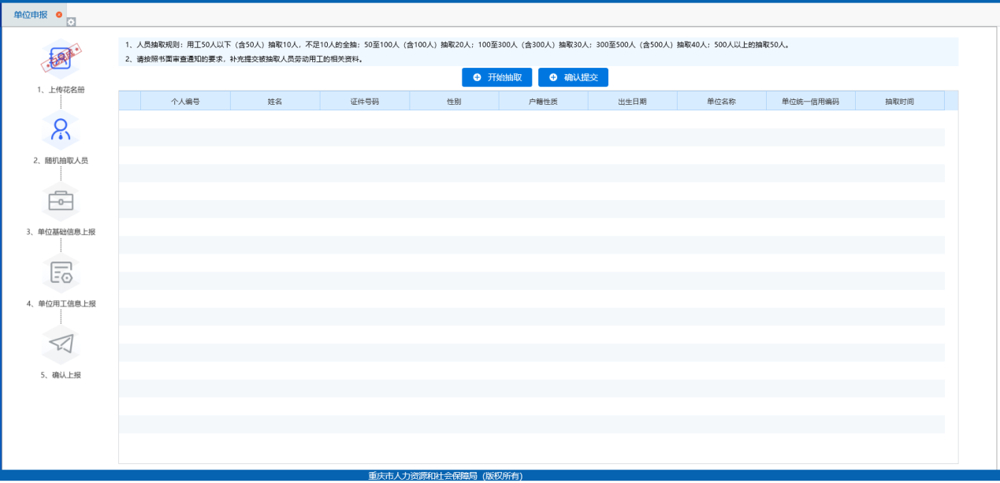 单位申报
1、人员抽取规则：用工50人以下（含50人）抽取10人，不足10人的全抽；50至100人（含100人）抽取20人；100至300人（含300人）抽取30人；300至500人（含500人）抽取40人；500人以上的抽取50人。
2、请按照书面审查通知的要求，补充提交被抽取人员劳动用工的相关资料。
开始抽取 确认提交
个人编号 姓名 证件号码 性别 户籍性质 出生日期 单位名称 单位统一信用编码 抽取时间
已完成
1、上传花名册
2、随机抽取人员
3、单位基础信息上报
4、单位用工信息上报
5、确认上报
重庆市人力资源和社会保障局（版权所有）